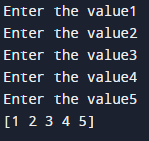 Enter the value1
Enter the value2
Enter the value3
Enter the value4
Enter the value5
[1 2 3 4 5]